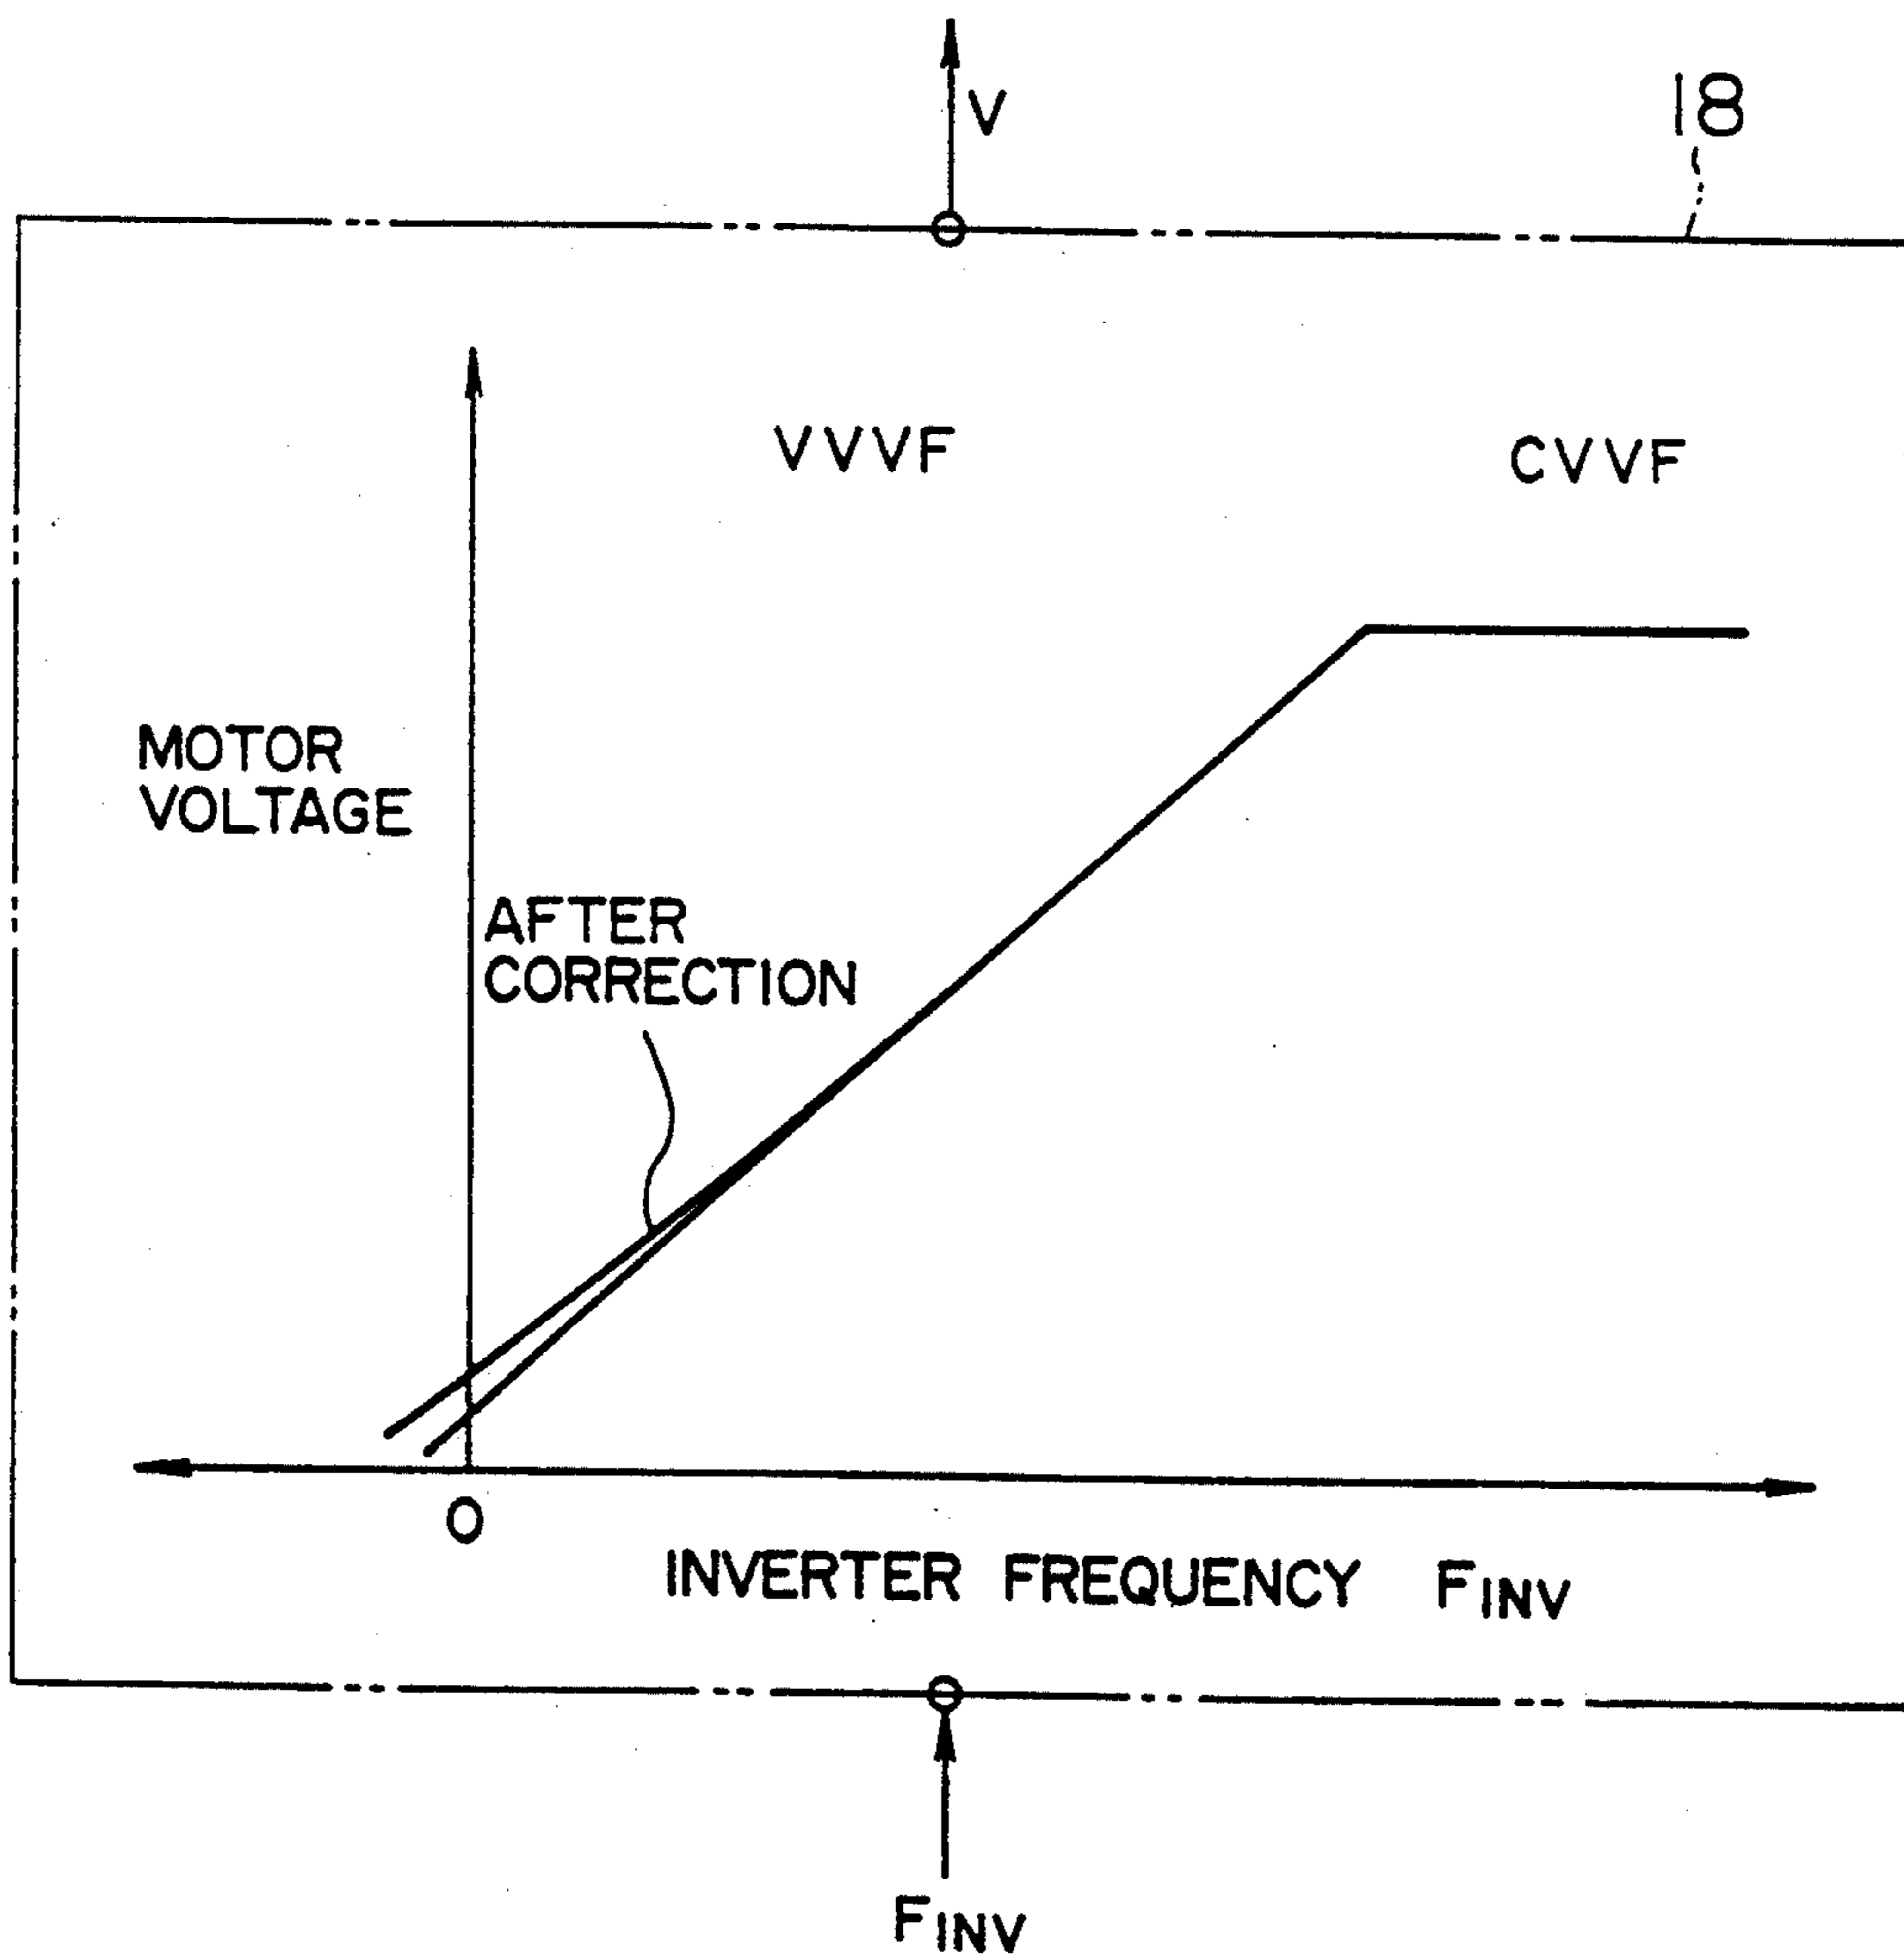 V
18
VVVF
CVVF
MOTOR
VOLTAGE
AFTER
CORRECTION
0
INVERTER FREQUENCY FINV
FINV